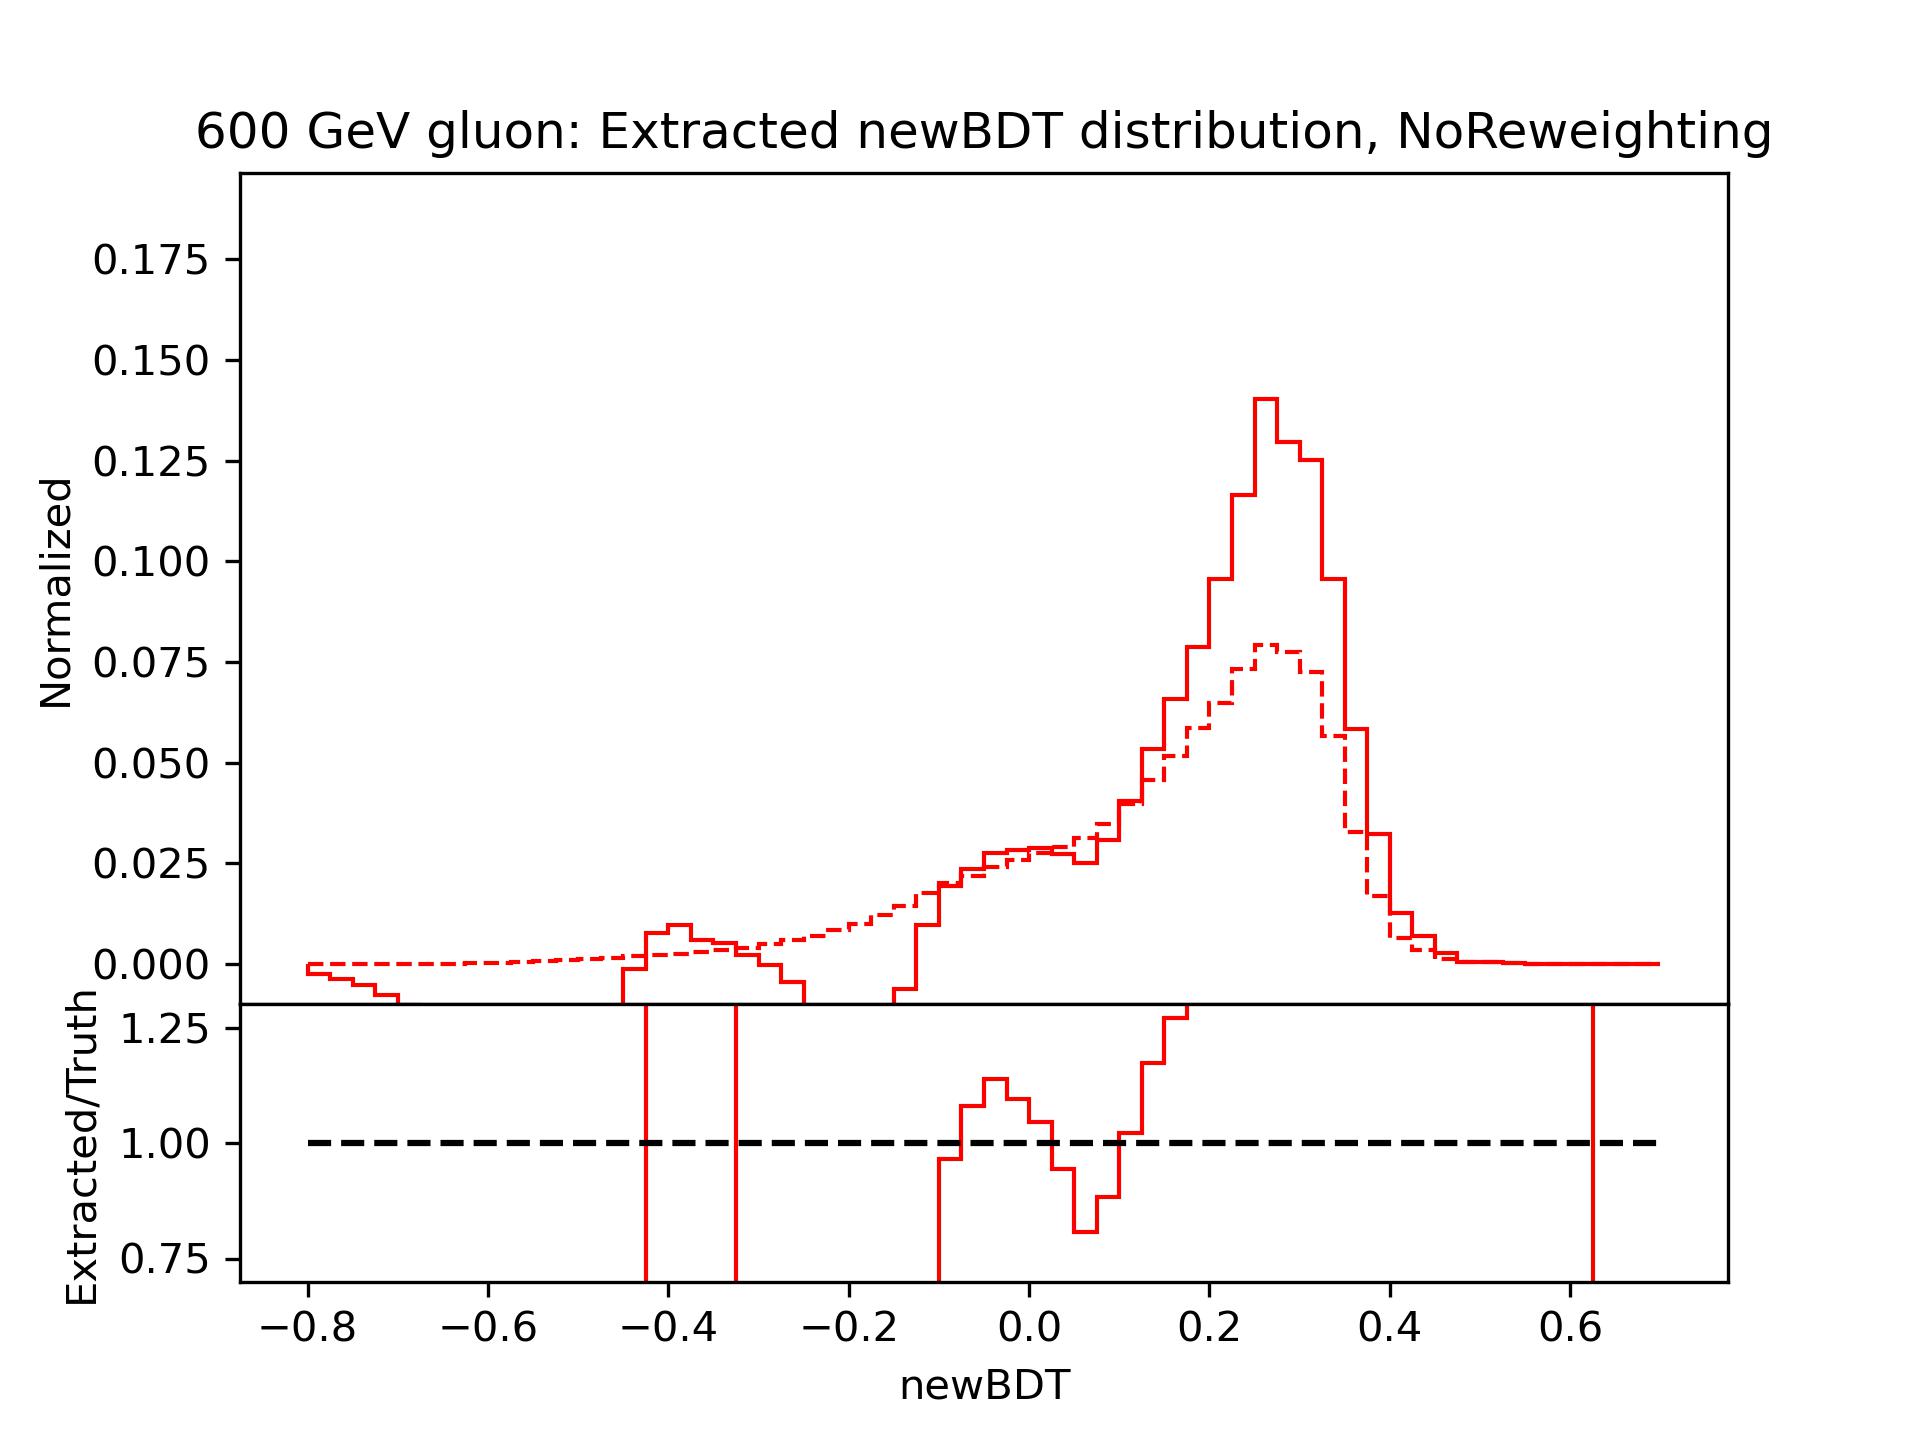 600 GeV gluon: Extracted newBDT distribution, NoReweighting
Normalized
0.175
0.150
0.125
0.100
0.075
0.050
0.025
0.000
Extracted/Truth
1.25
1.00
0.75
−0.8 −0.6 −0.4 −0.2 0.0 0.2 0.4 0.6
newBDT